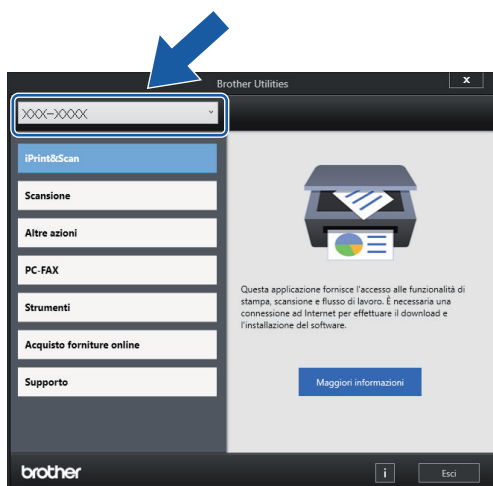 Brother Utilities
X
XXX-XXXX
iPrint&Scan
Scansione
Altre azioni
PC-FAX
Strumenti
Acquisto forniture online
Supporto
Questa applicazione fornisce l'accesso alle funzionalità di
stampa, scansione e flusso di lavoro. È necessaria una
connessione ad Internet per effettuare il download e
l'installazione del software.
Maggiori informazioni
brother
i
Esci